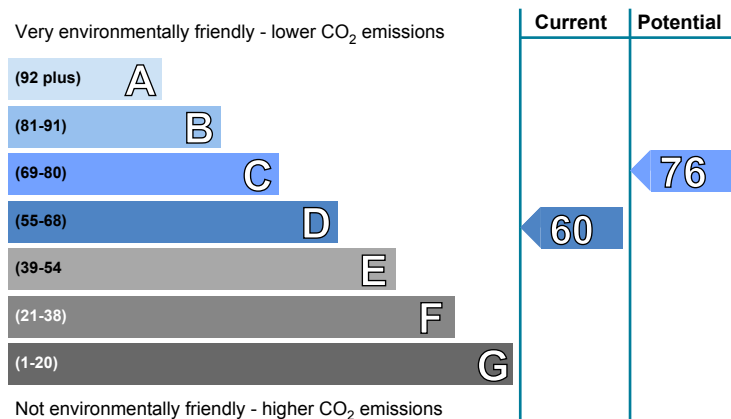 Very environmentally friendly - lower CO₂ emissions
Current
Potential
(92 plus) A
(81-91) B
(69-80) C
76
(55-68) D
60
(39-54 E
(21-38) F
(1-20) G
Not environmentally friendly - higher CO₂ emissions